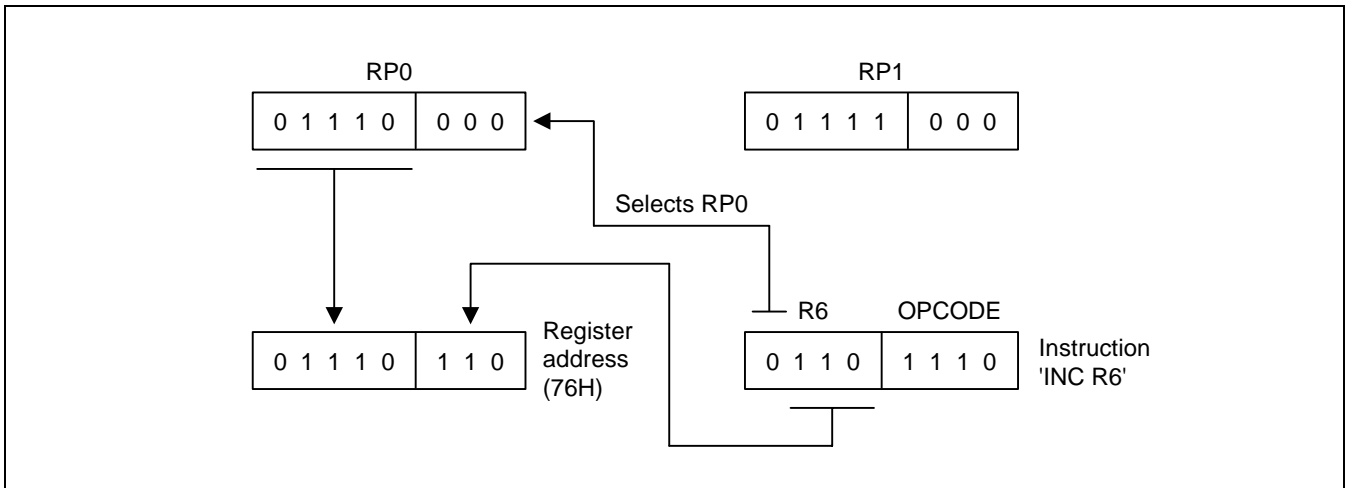 RP0
RP1
0 1 1 1 0 0 0 0
0 1 1 1 1 0 0 0
Selects RP0
R6 OPCODE
0 1 1 1 0 1 1 0
Register
address
(76H)
0 1 1 0 1 1 1 0
Instruction
'INC R6'